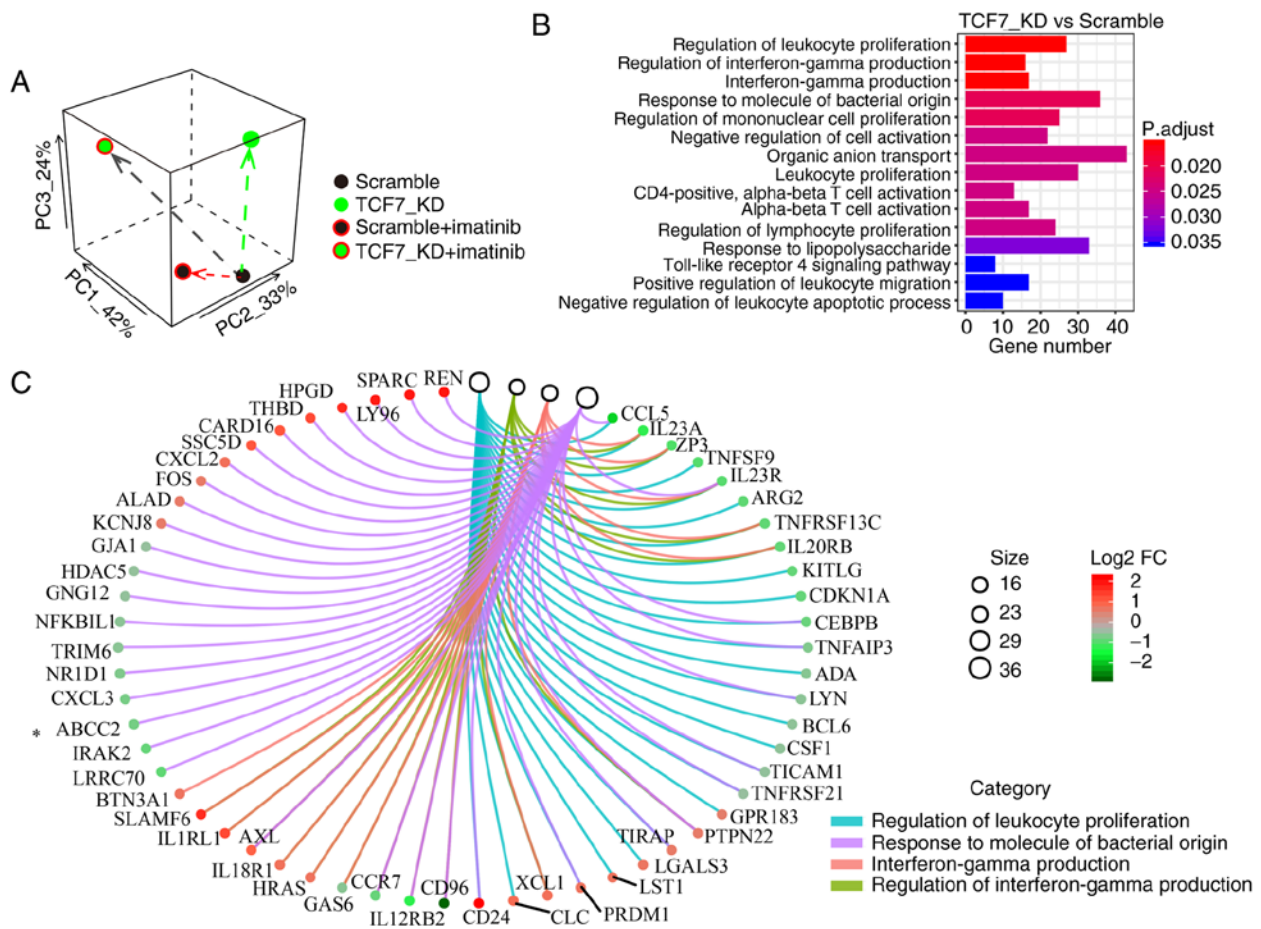 A
PC3_24%
PC1_42%
PC2_33%
Scramble
TCF7_KD
Scramble+imatinib
TCF7_KD+imatinib
B
TCF7_KD vs Scramble
Regulation of leukocyte proliferation
Regulation of interferon-gamma production
Interferon-gamma production
Response to molecule of bacterial origin
Regulation of mononuclear cell proliferation
Negative regulation of cell activation
Organic anion transport
Leukocyte proliferation
CD4-positive, alpha-beta T cell activation
Alpha-beta T cell activation
Regulation of lymphocyte proliferation
Response to lipopolysaccharide
Toll-like receptor 4 signaling pathway
Positive regulation of leukocyte migration
Negative regulation of leukocyte apoptotic process
0 10 20 30 40
Gene number
P.adjust
0.020
0.025
0.030
0.035
C
REN
SPARC
LY96
HPGD
THBD
CARD16
SSC5D
CXCL2
FOS
ALAD
KCNJ8
GJA1
HDAC5
GNG12
NFKBIL1
TRIM6
NR1D1
CXCL3
* ABCC2
IRAK2
LRRC70
BTN3A1
SLAMF6
IL1RL1
AXL
IL18R1
HRAS
GAS6
CCR7
IL12RB2
CD96
CD24
CLC
XCL1
PRDM1
LST1
LGALS3
TIRAP
PTPN22
GPR183
TNFRSF21
TICAM1
CSF1
BCL6
LYN
ADA
TNFAIP3
CEBPB
CDKN1A
KITLG
IL20RB
TNFRSF13C
ARG2
IL23R
TNFSF9
ZP3
IL23A
CCL5
Size
16
23
29
36
Log2 FC
2
1
0
−1
−2
Category
Regulation of leukocyte proliferation
Response to molecule of bacterial origin
Interferon-gamma production
Regulation of interferon-gamma production